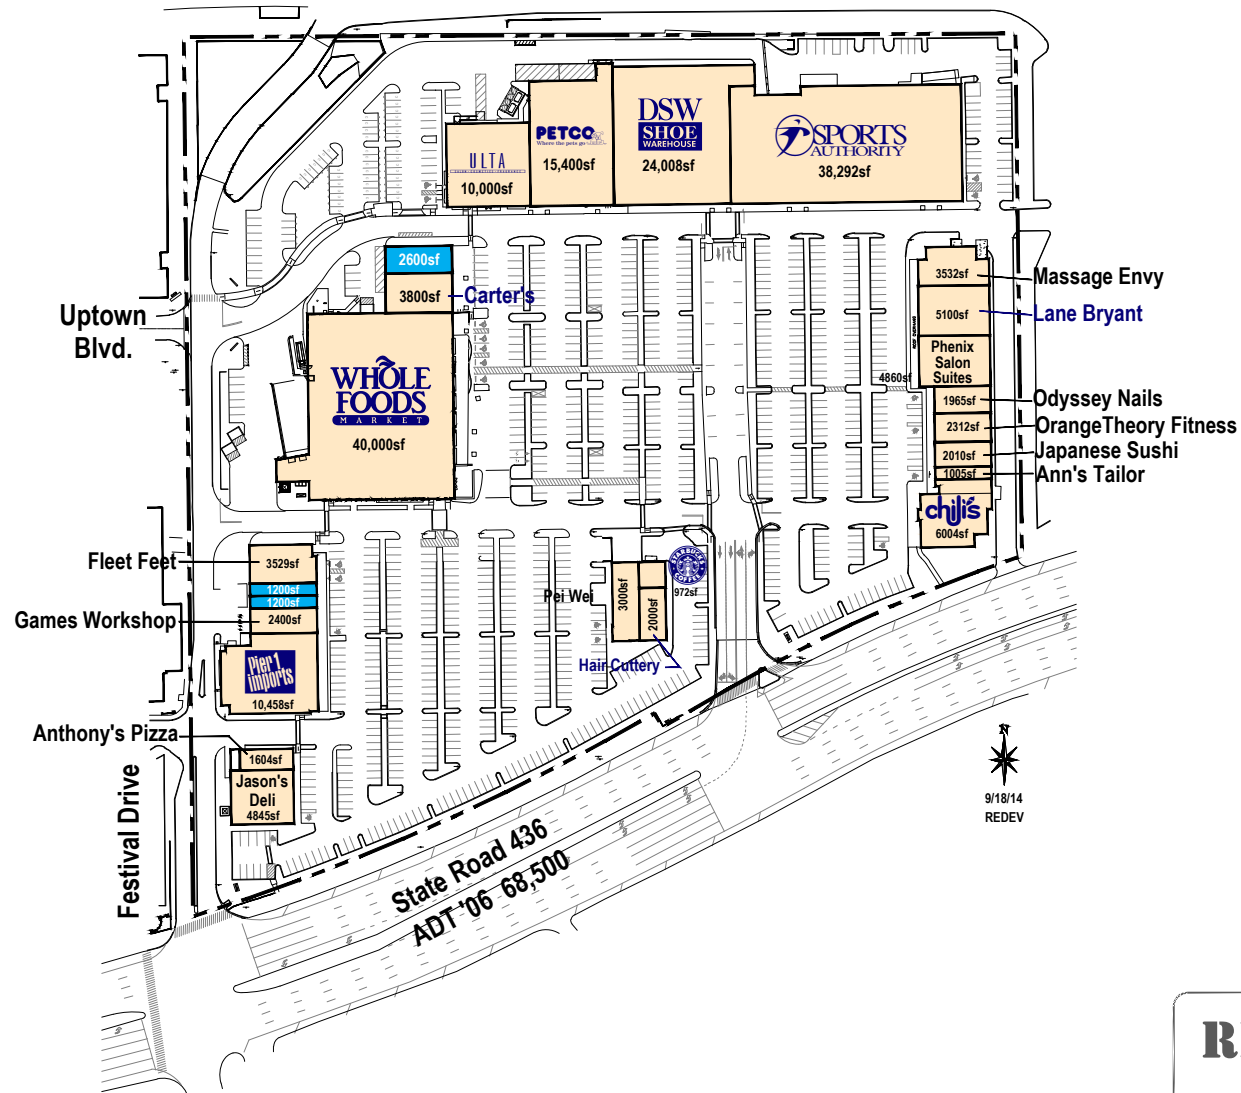 DSW
SHOE
WAREHOUSE
24,008sf
PETCO
Where the pets go
15,400sf
SPORTS
AUTHORITY
38,292sf
ULTA
10,000sf
2600sf
3800sf
Carter's
3532sf
Massage Envy
5100sf
Lane Bryant
Uptown
Blvd.
Phenix
Salon
Suites
4860sf
WHOLE
FOODS
MARKET
40,000sf
1965sf
Odyssey Nails
2312sf
OrangeTheory Fitness
2010sf
Japanese Sushi
1005sf
Ann's Tailor
chili's
6004sf
Fleet Feet
3529sf
1200sf
1200sf
Games Workshop
2400sf
Pier 1
imports
10,458sf
Pei Wei
3000sf
2000sf
STARBUCKS
COFFEE
972sf
Hair Cuttery
Anthony's Pizza
1604sf
Jason's
Deli
4845sf
Festival Drive
State Road 436
ADT '06 68,500
N
9/18/14
REDEV
R